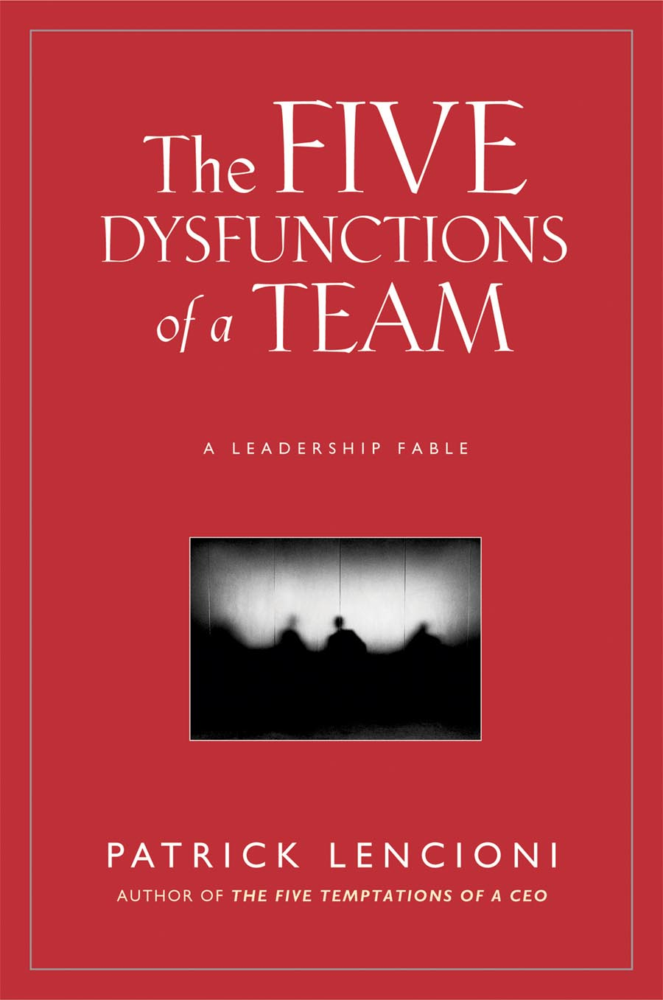 The FIVE
DYSFUNCTIONS
of a TEAM
A LEADERSHIP FABLE
PATRICK LENCIONI
AUTHOR OF THE FIVE TEMPTATIONS OF A CEO